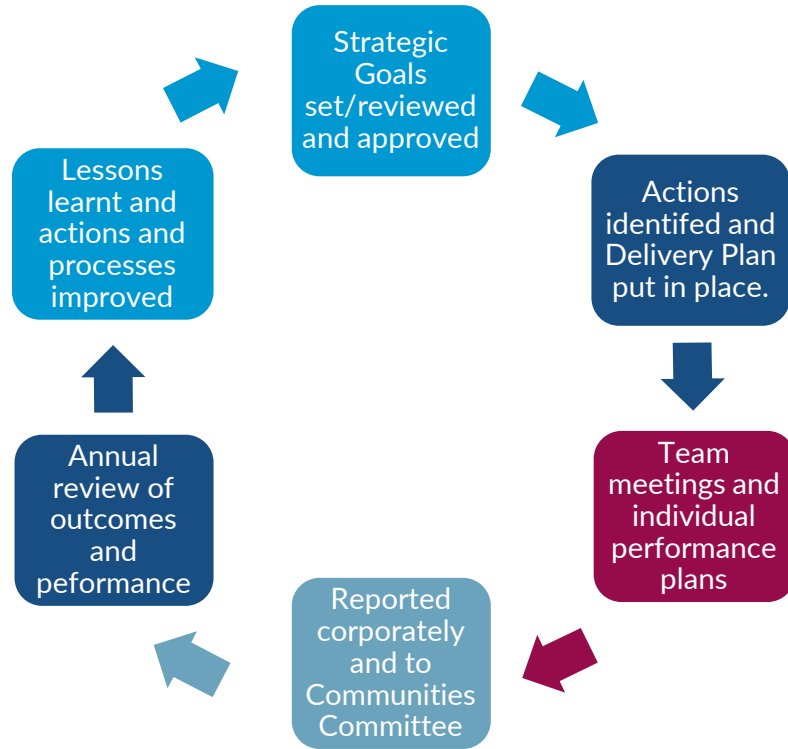 Strategic
Goals
set/reviewed
and approved
Actions
identifed and
Delivery Plan
put in place.
Team
meetings and
individual
performance
plans
Reported
corporately
and to
Communities
Committee
Annual
review of
outcomes
and
peformance
Lessons
learnt and
actions and
processes
improved